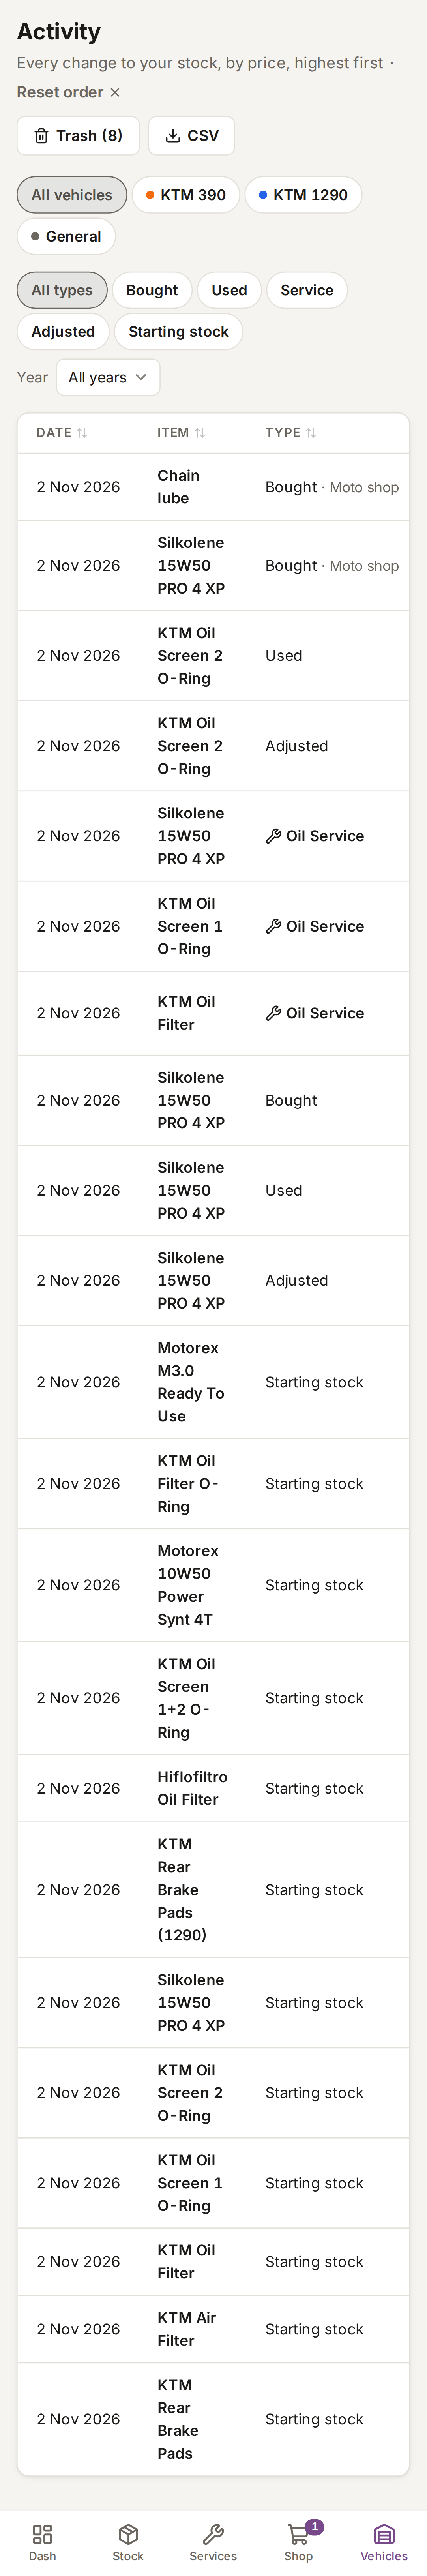 Activity
Every change to your stock, by price, highest first ·
Reset order ×
Trash (8) CSV
All vehicles KTM 390 KTM 1290
General
All types Bought Used Service
Adjusted Starting stock
Year All years
DATE ITEM TYPE
2 Nov 2026 Chain lube Bought · Moto shop
2 Nov 2026 Silkolene 15W50 PRO 4 XP Bought · Moto shop
2 Nov 2026 KTM Oil Screen 2 O-Ring Used
2 Nov 2026 KTM Oil Screen 2 O-Ring Adjusted
2 Nov 2026 Silkolene 15W50 PRO 4 XP Oil Service
2 Nov 2026 KTM Oil Screen 1 O-Ring Oil Service
2 Nov 2026 KTM Oil Filter Oil Service
2 Nov 2026 Silkolene 15W50 PRO 4 XP Bought
2 Nov 2026 Silkolene 15W50 PRO 4 XP Used
2 Nov 2026 Silkolene 15W50 PRO 4 XP Adjusted
2 Nov 2026 Motorex M3.0 Ready To Use Starting stock
2 Nov 2026 KTM Oil Filter O-Ring Starting stock
2 Nov 2026 Motorex 10W50 Power Synt 4T Starting stock
2 Nov 2026 KTM Oil Screen 1+2 O-Ring Starting stock
2 Nov 2026 Hiflofiltro Oil Filter Starting stock
2 Nov 2026 KTM Rear Brake Pads (1290) Starting stock
2 Nov 2026 Silkolene 15W50 PRO 4 XP Starting stock
2 Nov 2026 KTM Oil Screen 2 O-Ring Starting stock
2 Nov 2026 KTM Oil Screen 1 O-Ring Starting stock
2 Nov 2026 KTM Oil Filter Starting stock
2 Nov 2026 KTM Air Filter Starting stock
2 Nov 2026 KTM Rear Brake Pads Starting stock
1
Dash Stock Services Shop Vehicles